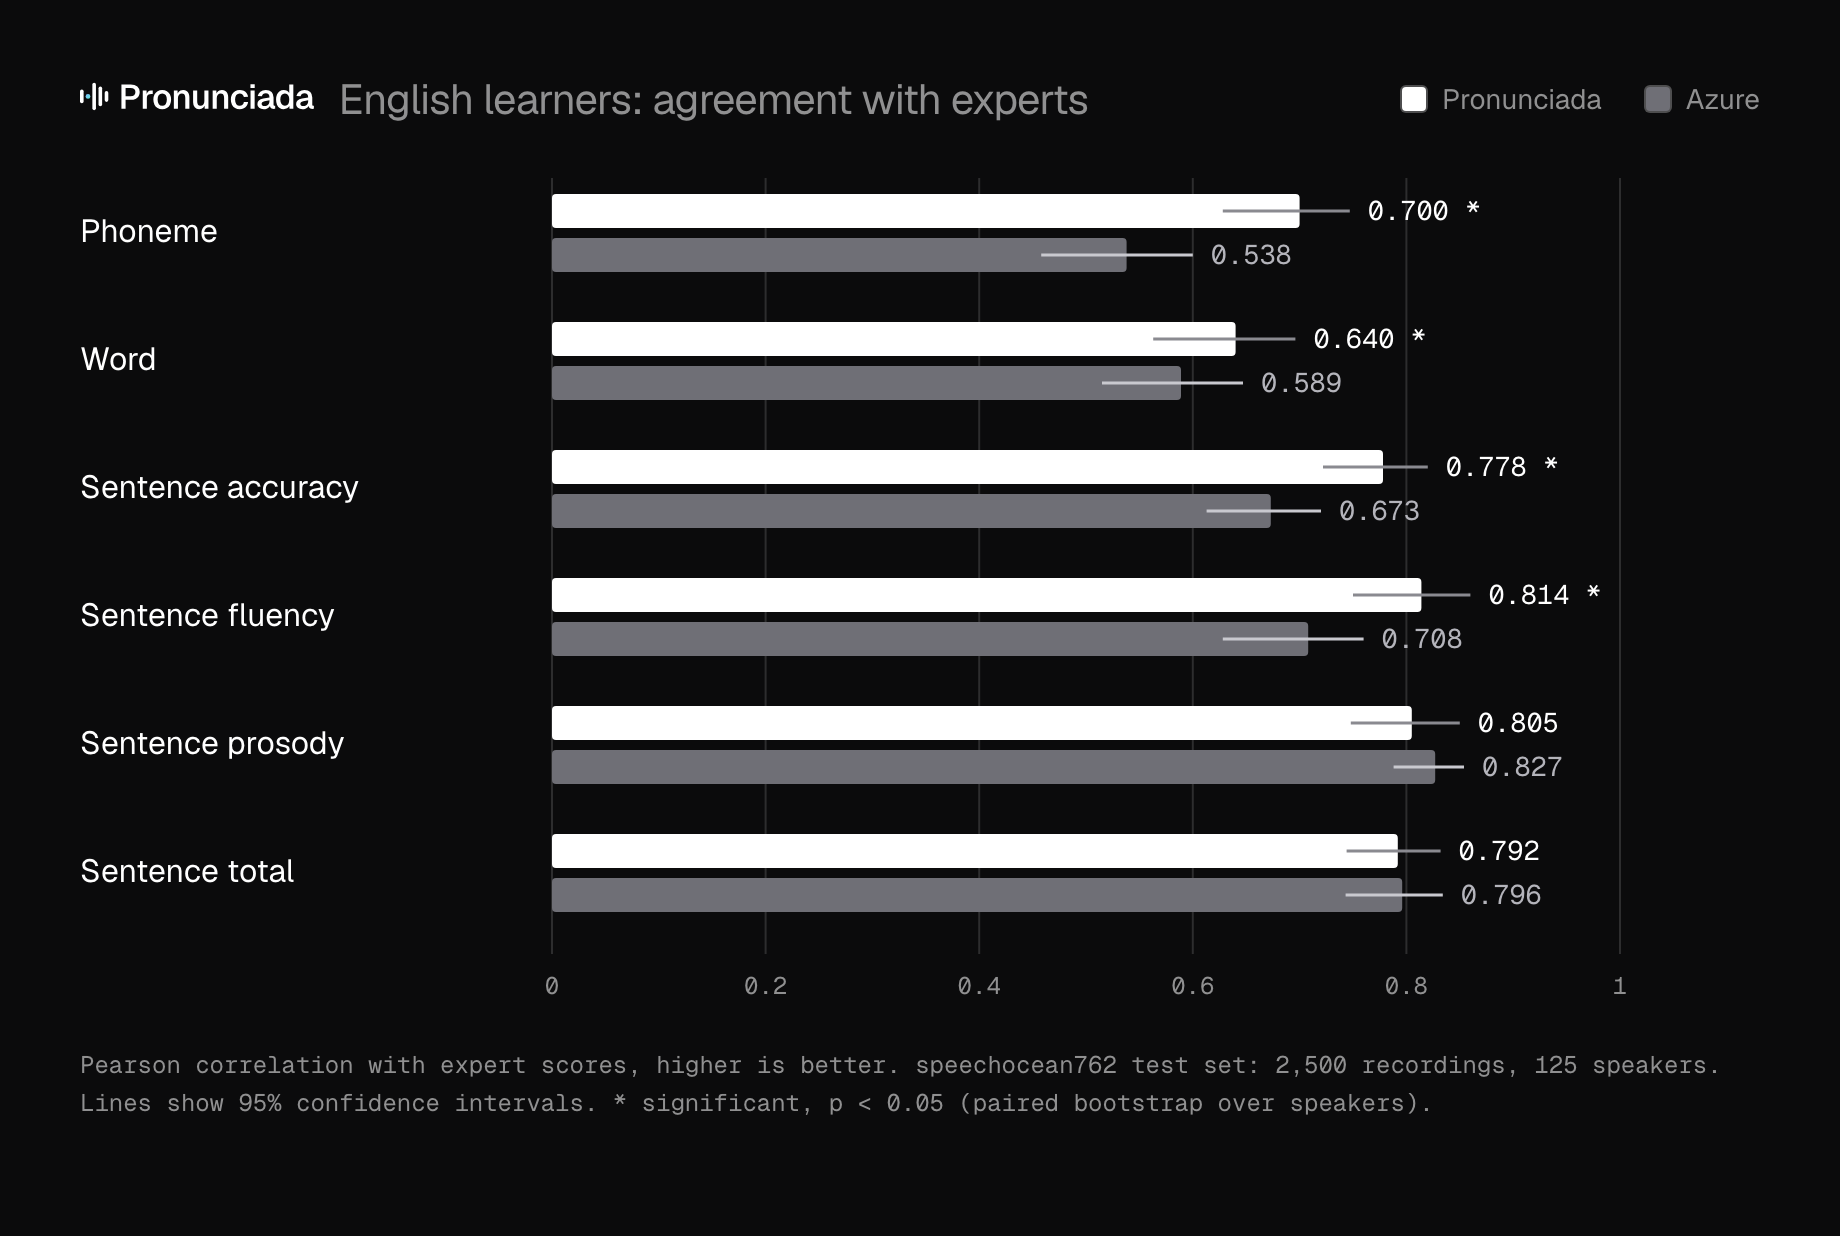 Pronunciada English learners: agreement with experts
Pronunciada Azure
Phoneme
0.700 *
0.538
Word
0.640 *
0.589
Sentence accuracy
0.778 *
0.673
Sentence fluency
0.814 *
0.708
Sentence prosody
0.805
0.827
Sentence total
0.792
0.796
0 0.2 0.4 0.6 0.8 1
Pearson correlation with expert scores, higher is better. speechocean762 test set: 2,500 recordings, 125 speakers.
Lines show 95% confidence intervals. * significant, p < 0.05 (paired bootstrap over speakers).